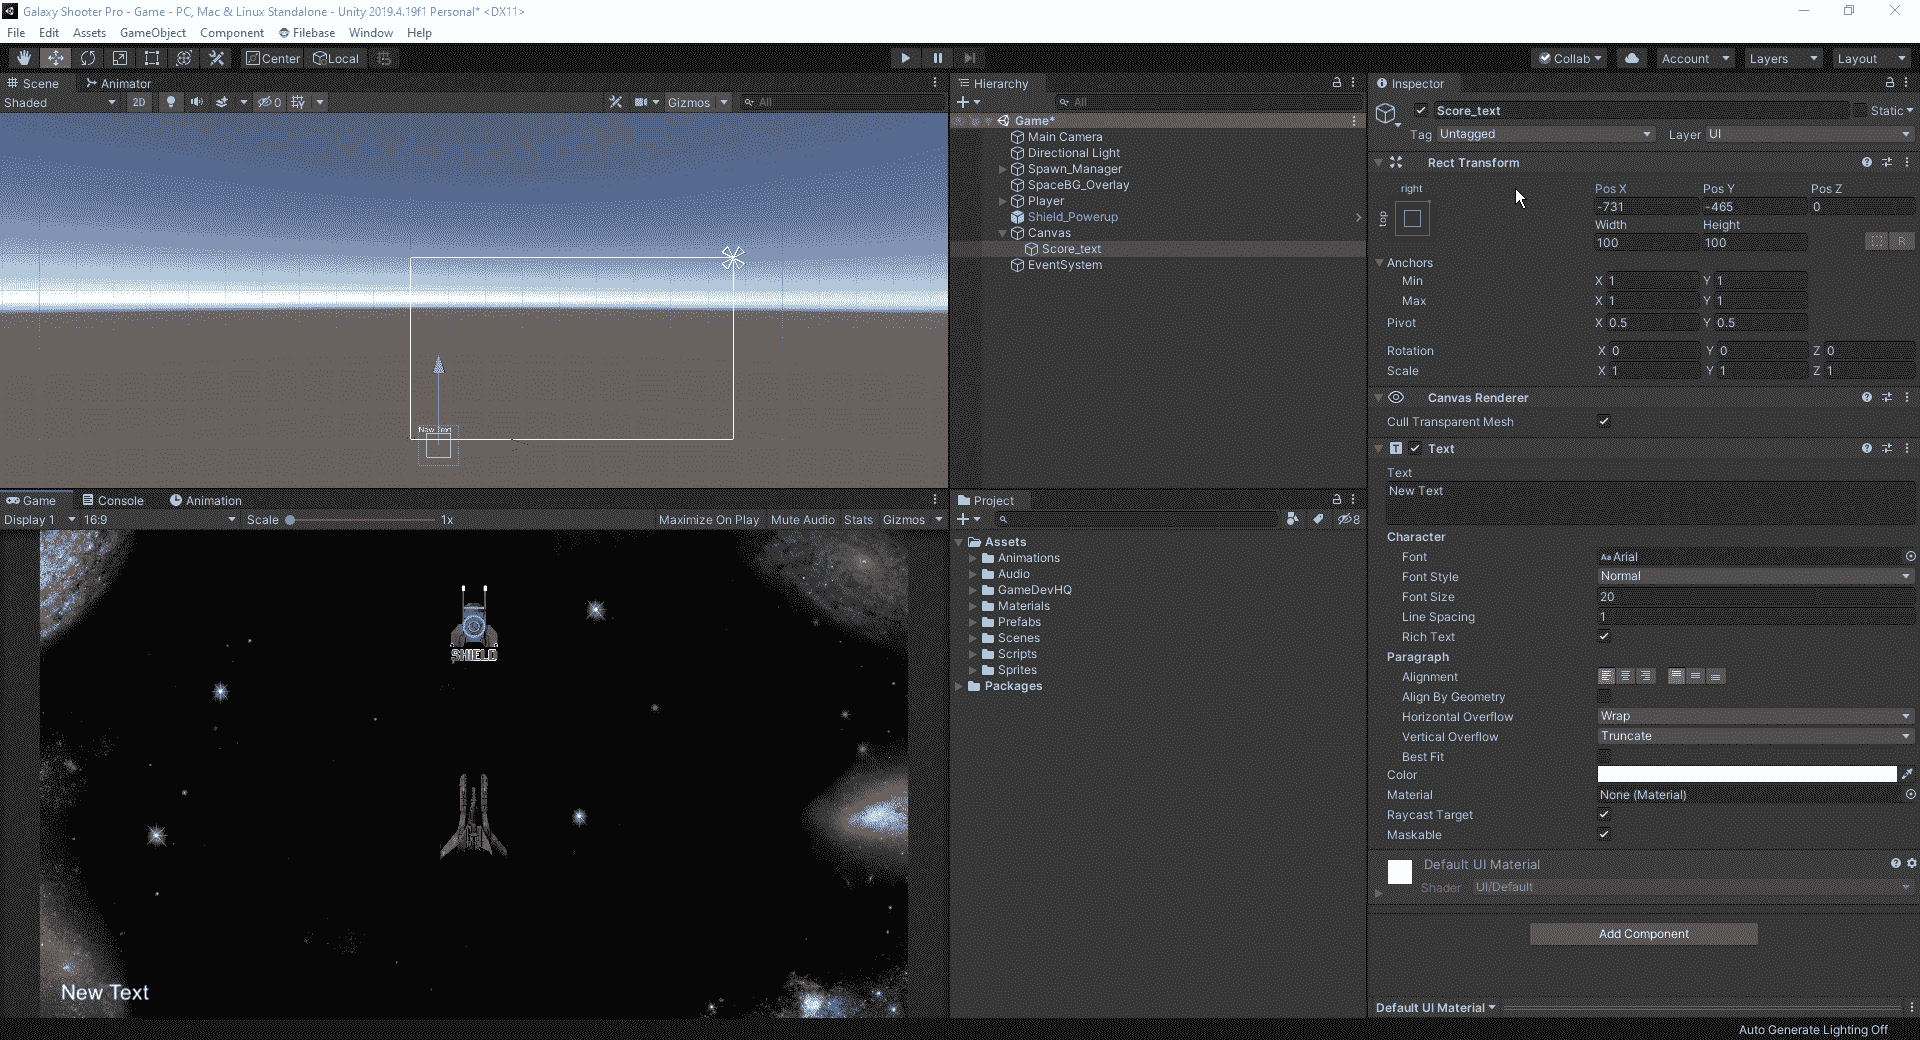 Galaxy Shooter Pro - Game - PC, Mac & Linux Standalone - Unity 2019.4.19f1 Personal* <DX11>
File Edit Assets GameObject Component Filebase Window Help
Center Local Collab Account Layers Layout
Scene Animator
Shaded 2D 0 Gizmos All
Hierarchy
All
Game*
Main Camera
Directional Light
Spawn_Manager
SpaceBG_Overlay
Player
Shield_Powerup
Canvas
Score_text
EventSystem
New Text
Game Console Animation
Display 1 16:9 Scale 1x Maximize On Play Mute Audio Stats Gizmos
SHIELD
New Text
Project
8
Assets
Animations
Audio
GameDevHQ
Materials
Prefabs
Scenes
Scripts
Sprites
Packages
Inspector
Score_text Static
Tag Untagged Layer UI
Rect Transform
right Pos X Pos Y Pos Z
top -731 -465 0
Width Height
100 100 R
Anchors
Min X 1 Y 1
Max X 1 Y 1
Pivot X 0.5 Y 0.5
Rotation X 0 Y 0 Z 0
Scale X 1 Y 1 Z 1
Canvas Renderer
Cull Transparent Mesh
T Text
Text
New Text
Character
Font Aa Arial
Font Style Normal
Font Size 20
Line Spacing 1
Rich Text
Paragraph
Alignment
Align By Geometry
Horizontal Overflow Wrap
Vertical Overflow Truncate
Best Fit
Color
Material None (Material)
Raycast Target
Maskable
Default UI Material
Shader UI/Default
Add Component
Default UI Material
Auto Generate Lighting Off